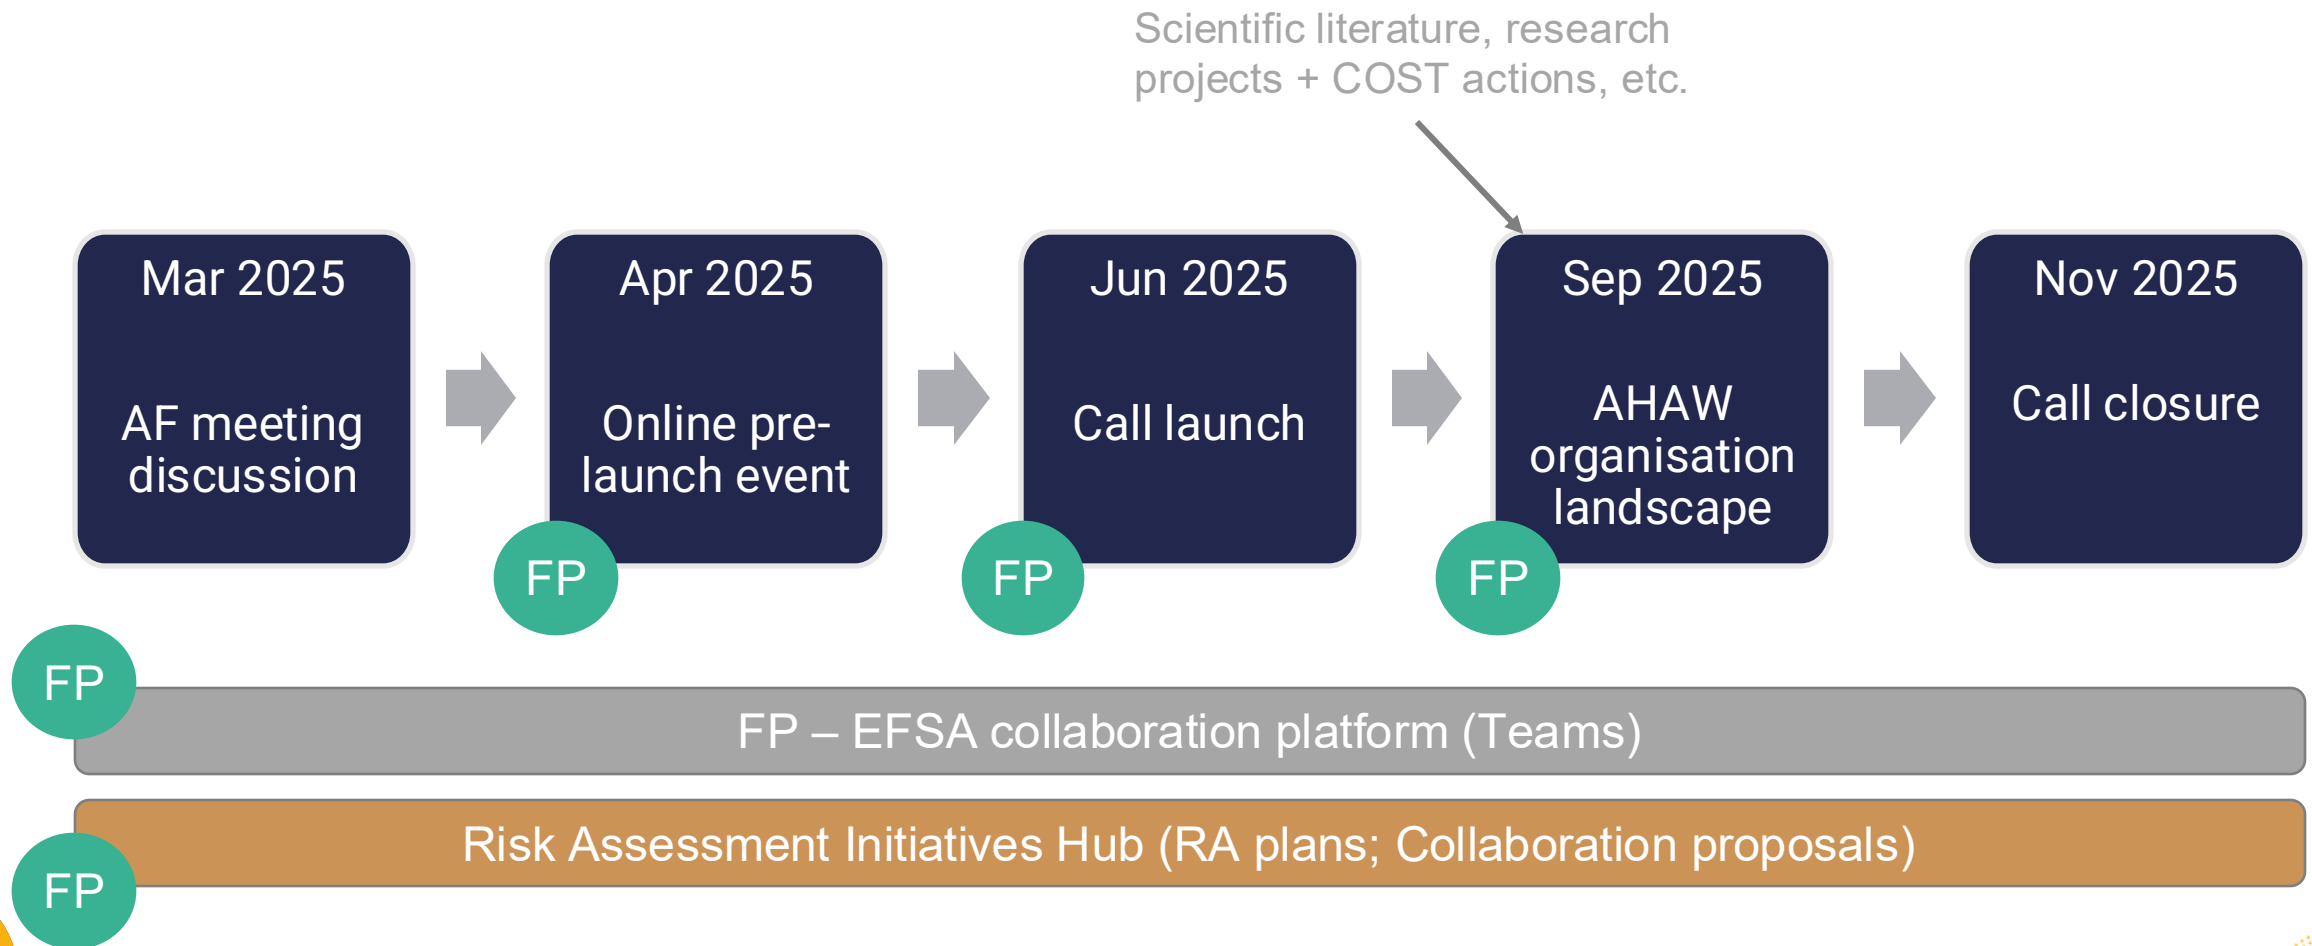 Scientific literature, research
projects + COST actions, etc.
Mar 2025
AF meeting
discussion
Apr 2025
Online pre-
launch event
Jun 2025
Call launch
Sep 2025
AHAW
organisation
landscape
Nov 2025
Call closure
FP
FP
FP
FP
FP – EFSA collaboration platform (Teams)
Risk Assessment Initiatives Hub (RA plans; Collaboration proposals)
FP